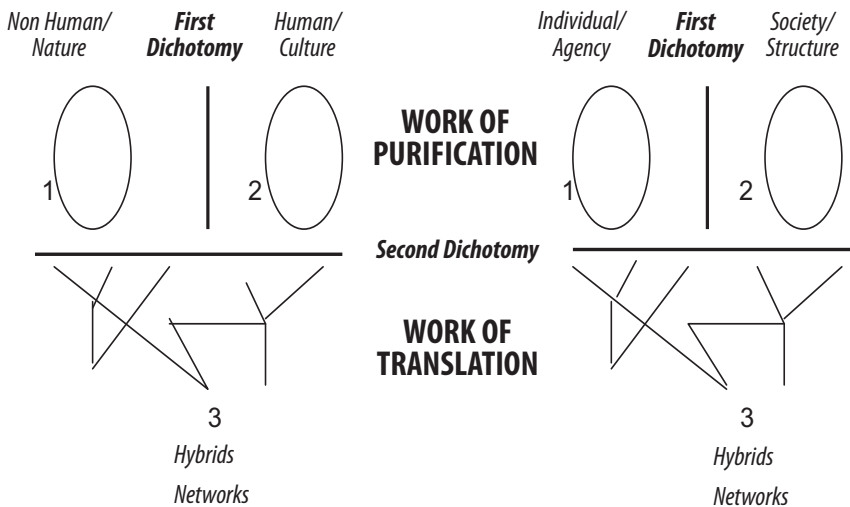 Non Human/
Nature
First
Dichotomy
Human/
Culture
Individual/
Agency
First
Dichotomy
Society/
Structure
WORK OF
PURIFICATION
1
2
1
2
Second Dichotomy
WORK OF
TRANSLATION
3
Hybrids
Networks
3
Hybrids
Networks